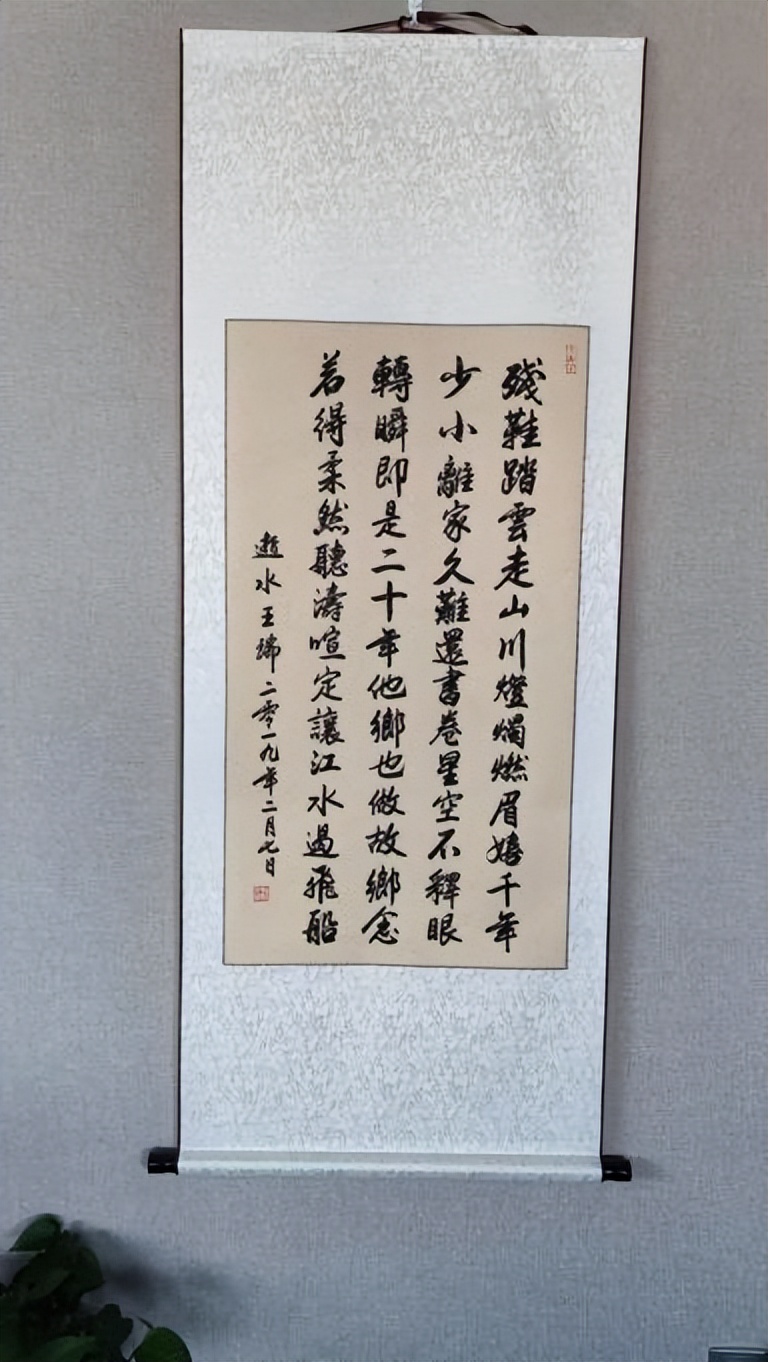 殘鞋踏雲走山川燈燭燃眉嬉千年
少小離家久難還書卷星空不釋眼
轉瞬即是二十年他鄉也做故鄉念
若得柔然聽濤喧定讓江水過飛船
逝水王瑞二零一九年二月七日